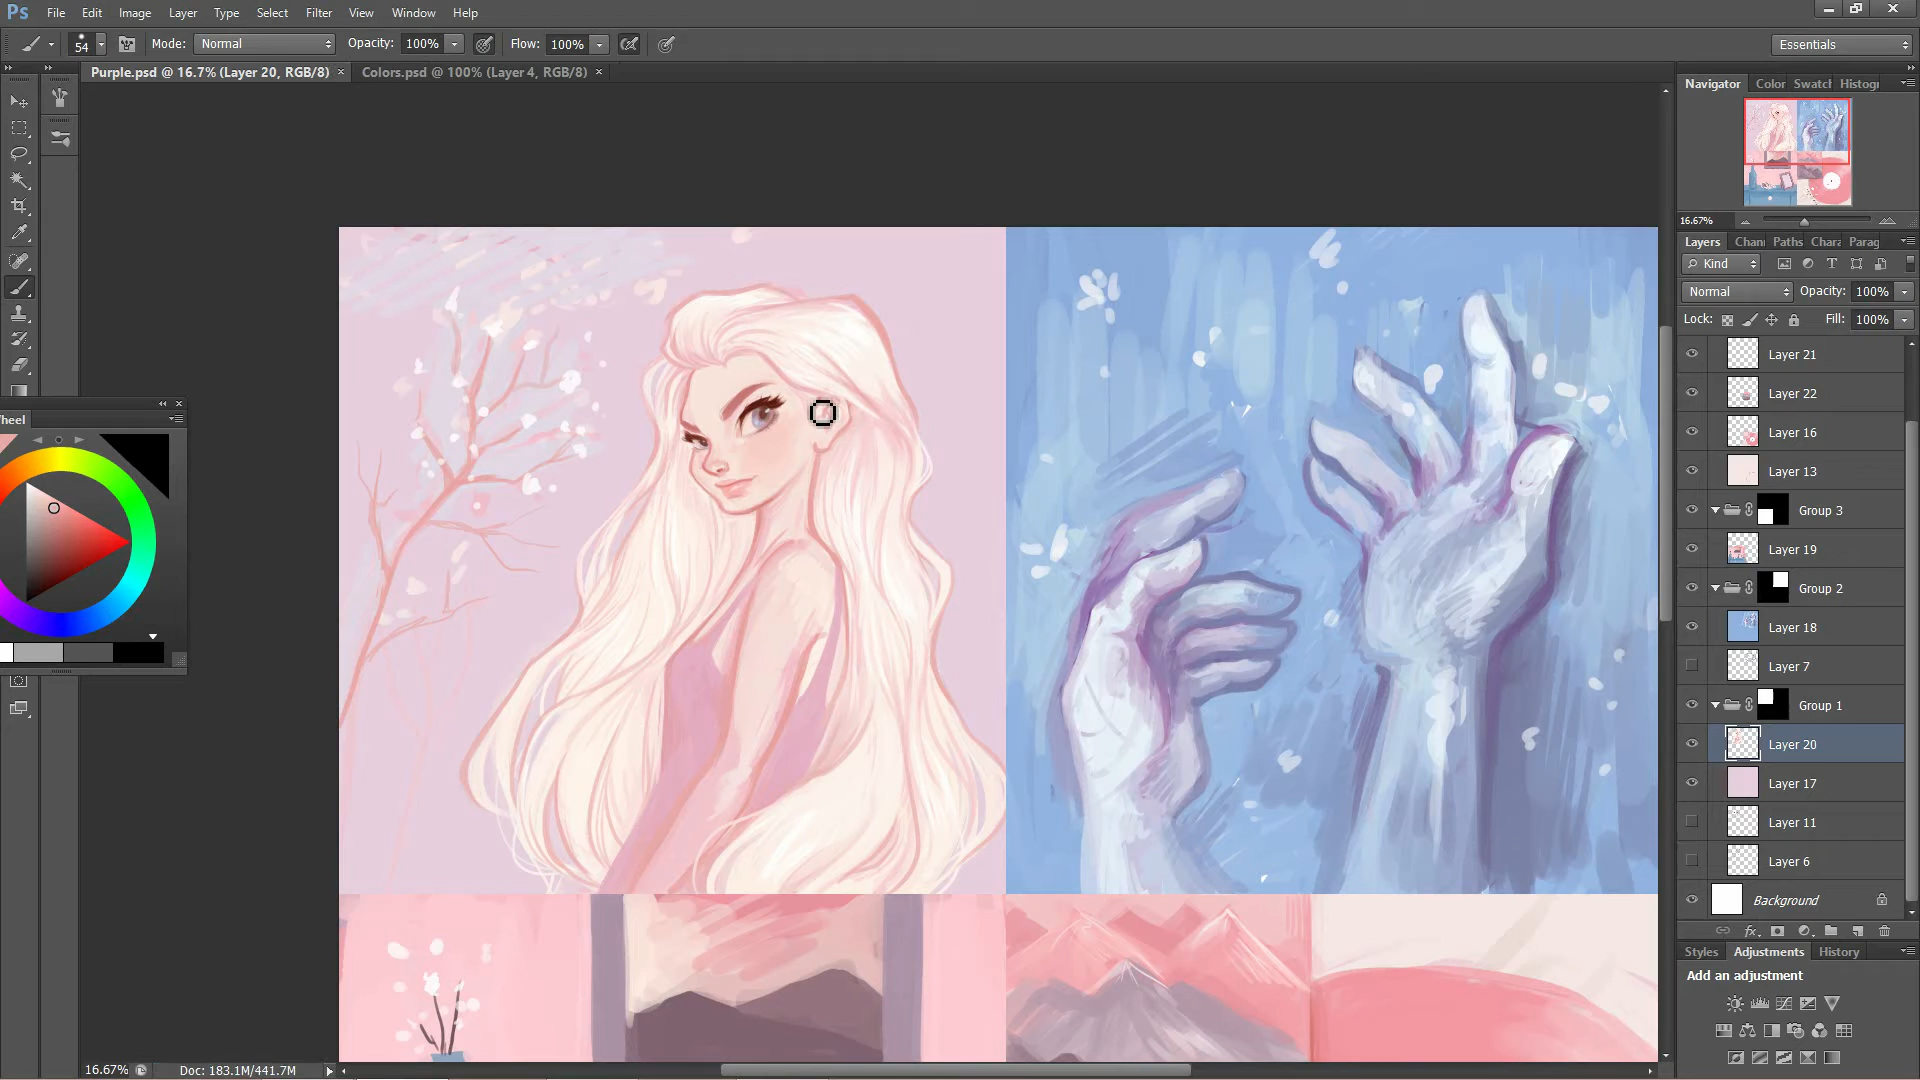 Ps File Edit Image Layer Type Select Filter View Window Help
54 Mode: Normal Opacity: 100% Flow: 100% Essentials
Purple.psd @ 16.7% (Layer 20, RGB/8) × Colors.psd @ 100% (Layer 4, RGB/8) ×
Navigator Color Swatch Histogr
16.67%
Layers Chan Paths Chara Parag
Kind
Normal Opacity: 100%
Lock: Fill: 100%
Layer 21
Layer 22
Layer 16
Layer 13
Group 3
Layer 19
Group 2
Layer 18
Layer 7
Group 1
Layer 20
Layer 17
Layer 11
Layer 6
Background
fx
Styles Adjustments History
Add an adjustment
heel
16.67% Doc: 183.1M/441.7M